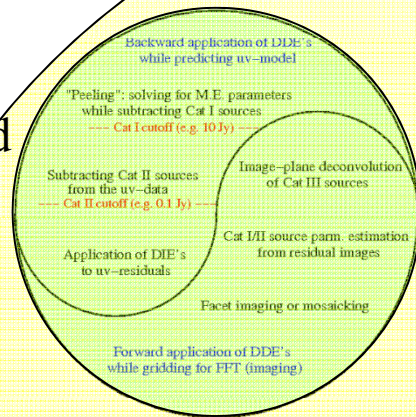 Backward application of DDE's
while predicting uv-model
"Peeling": solving for M.E. parameters
while subtracting Cat I sources
--- Cat I cutoff (e.g. 10 Jy) ---
Subtracting Cat II sources
from the uv-data
--- Cat II cutoff (e.g. 0.1 Jy) ---
Application of DIE's
to uv-residuals
Image-plane deconvolution
of Cat III sources
Cat I/II source parm. estimation
from residual images
Facet imaging or mosaicking
Forward application of DDE's
while gridding for FFT (imaging)